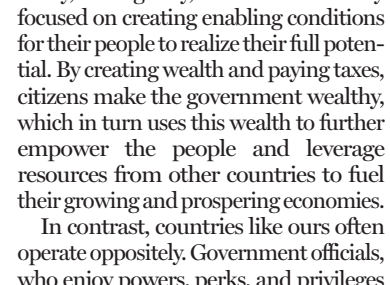 focused on creating enabling conditions
for their people to realize their full poten-
tial. By creating wealth and paying taxes,
citizens make the government wealthy,
which in turn uses this wealth to further
empower the people and leverage
resources from other countries to fuel
their growing and prospering economies.
In contrast, countries like ours often
operate oppositely. Government officials,
who enjoy powers, perks, and privileges